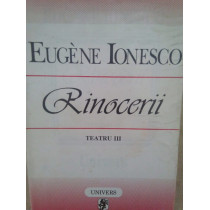 EUGÈNE IONESCO
Rinocerii
TEATRU III
UNIVERS